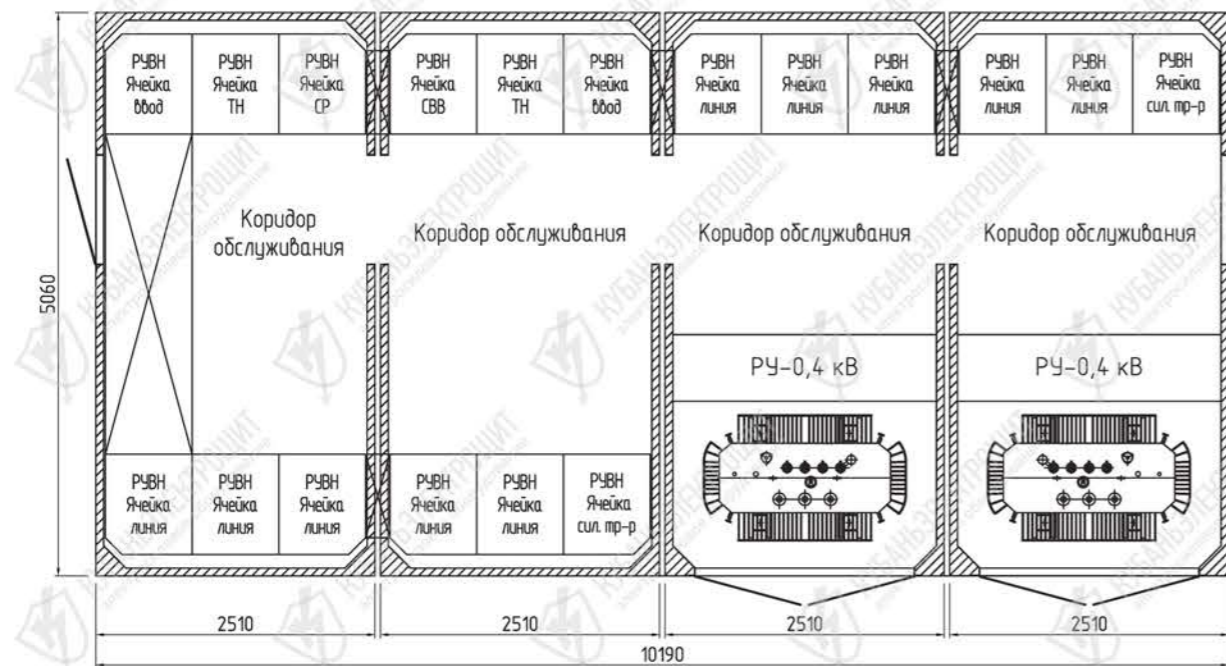 РУВН
Ячейка
ввод
РУВН
Ячейка
ТН
РУВН
Ячейка
СР
РУВН
Ячейка
СВВ
РУВН
Ячейка
ТН
РУВН
Ячейка
ввод
РУВН
Ячейка
линия
РУВН
Ячейка
линия
РУВН
Ячейка
линия
РУВН
Ячейка
линия
РУВН
Ячейка
линия
РУВН
Ячейка
сил. тр-р
Коридор
обслуживания
Коридор обслуживания
Коридор обслуживания
Коридор обслуживания
5060
РУ-0,4 кВ
РУ-0,4 кВ
РУВН
Ячейка
линия
РУВН
Ячейка
линия
РУВН
Ячейка
линия
РУВН
Ячейка
линия
РУВН
Ячейка
линия
РУВН
Ячейка
сил. тр-р
2510
2510
2510
2510
10190
КУБАНЬЭЛЕКТРОЩИТ
электрощитовое оборудование